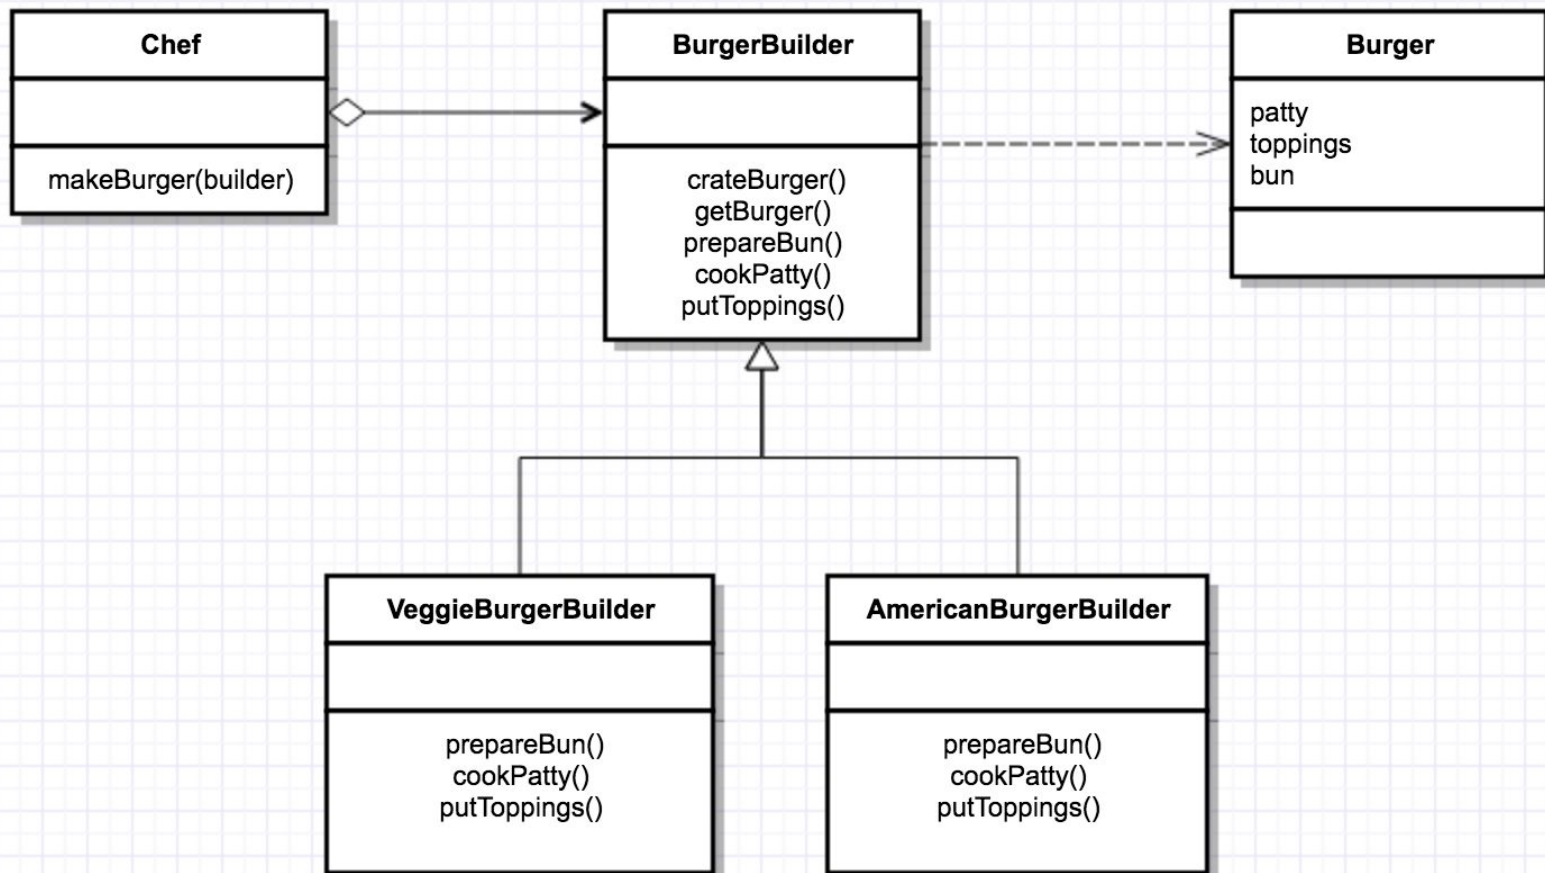 Chef
makeBurger(builder)
BurgerBuilder
crateBurger()
getBurger()
prepareBun()
cookPatty()
putToppings()
Burger
patty
toppings
bun
VeggieBurgerBuilder
prepareBun()
cookPatty()
putToppings()
AmericanBurgerBuilder
prepareBun()
cookPatty()
putToppings()